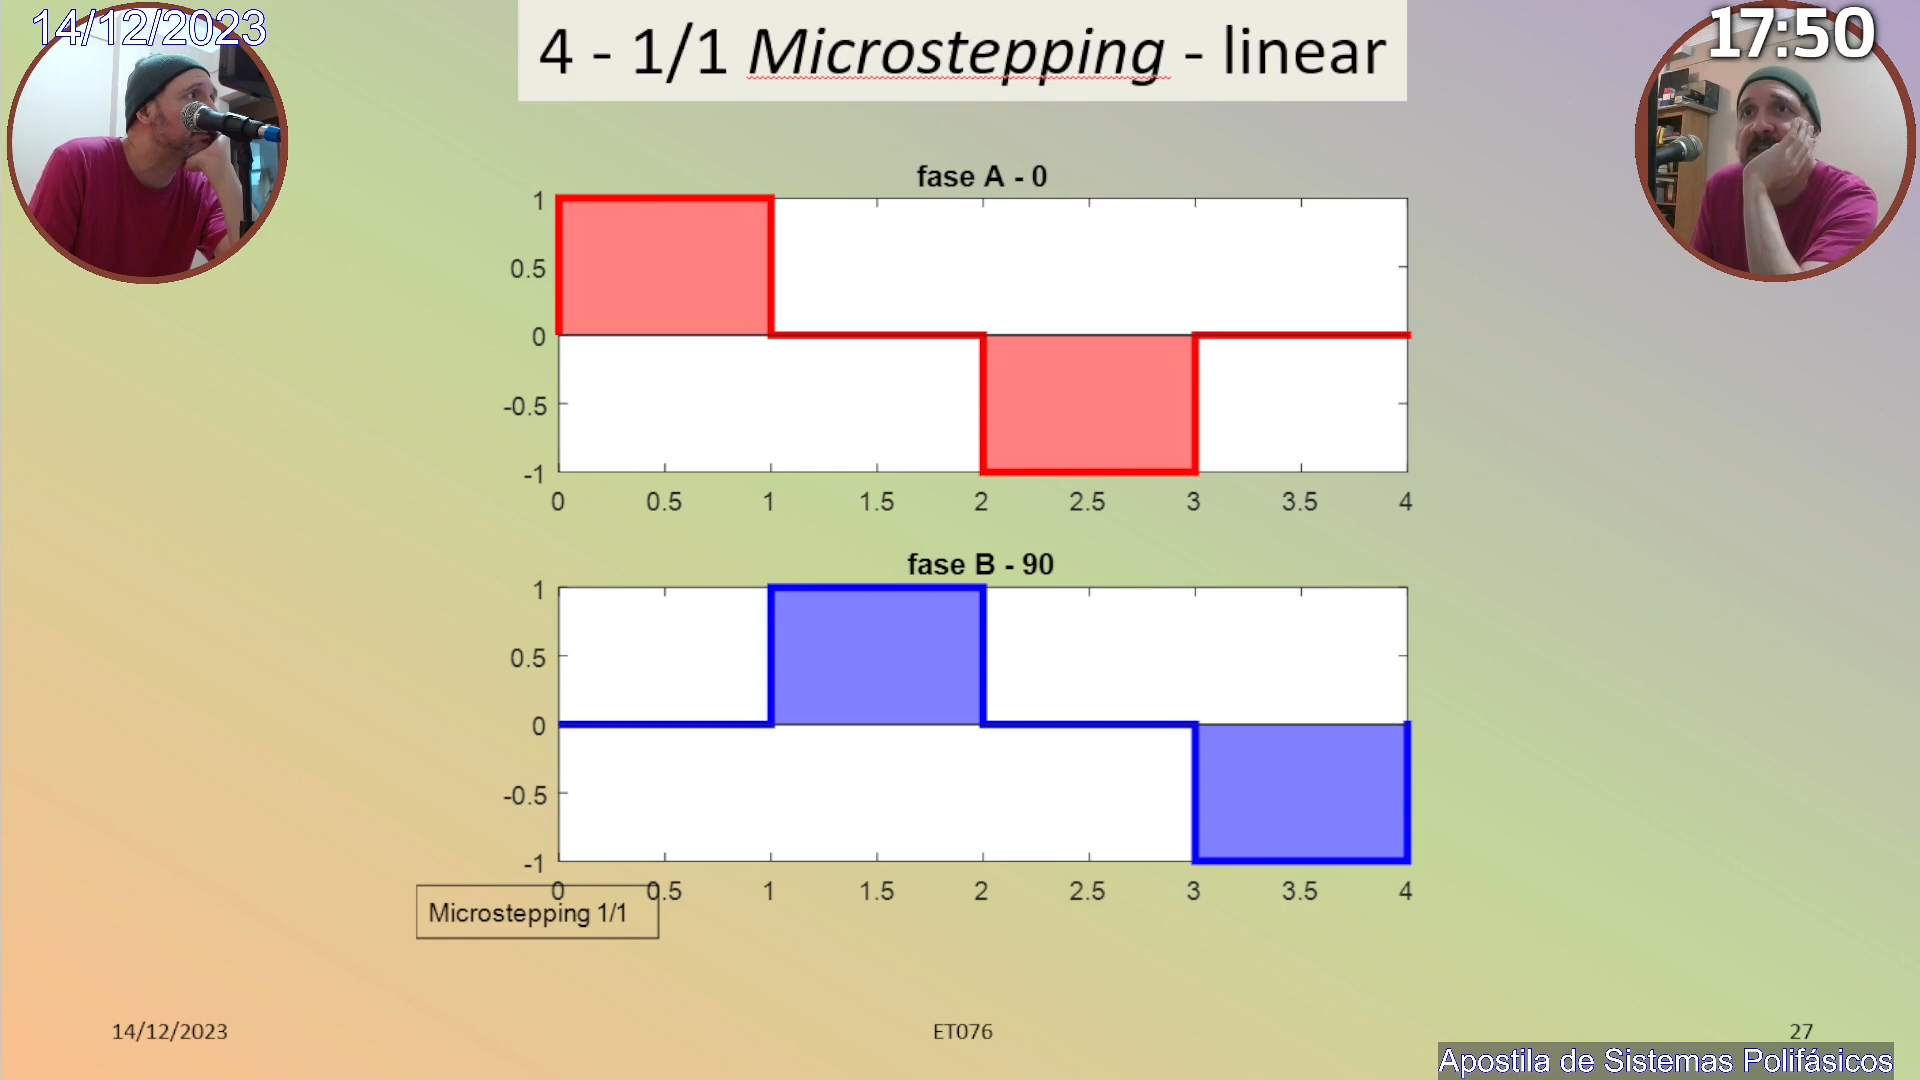 14/12/2023
17:50
4 - 1/1 Microstepping - linear
fase A - 0
1
0.5
0
-0.5
-1
0 0.5 1 1.5 2 2.5 3 3.5 4
fase B - 90
1
0.5
0
-0.5
-1
0 0.5 1 1.5 2 2.5 3 3.5 4
Microstepping 1/1
14/12/2023 ET076 27
Apostila de Sistemas Polifásicos